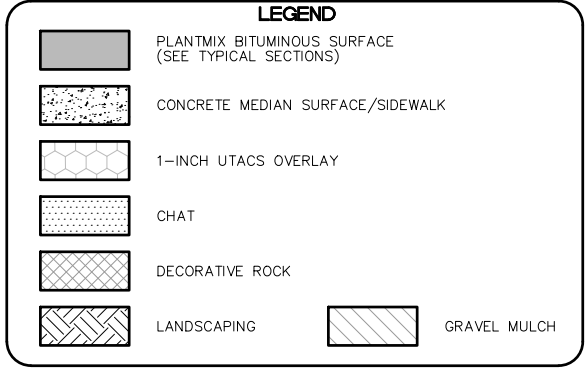 LEGEND
PLANTMIX BITUMINOUS SURFACE
(SEE TYPICAL SECTIONS)
CONCRETE MEDIAN SURFACE/SIDEWALK
1-INCH UTACS OVERLAY
CHAT
DECORATIVE ROCK
LANDSCAPING
GRAVEL MULCH